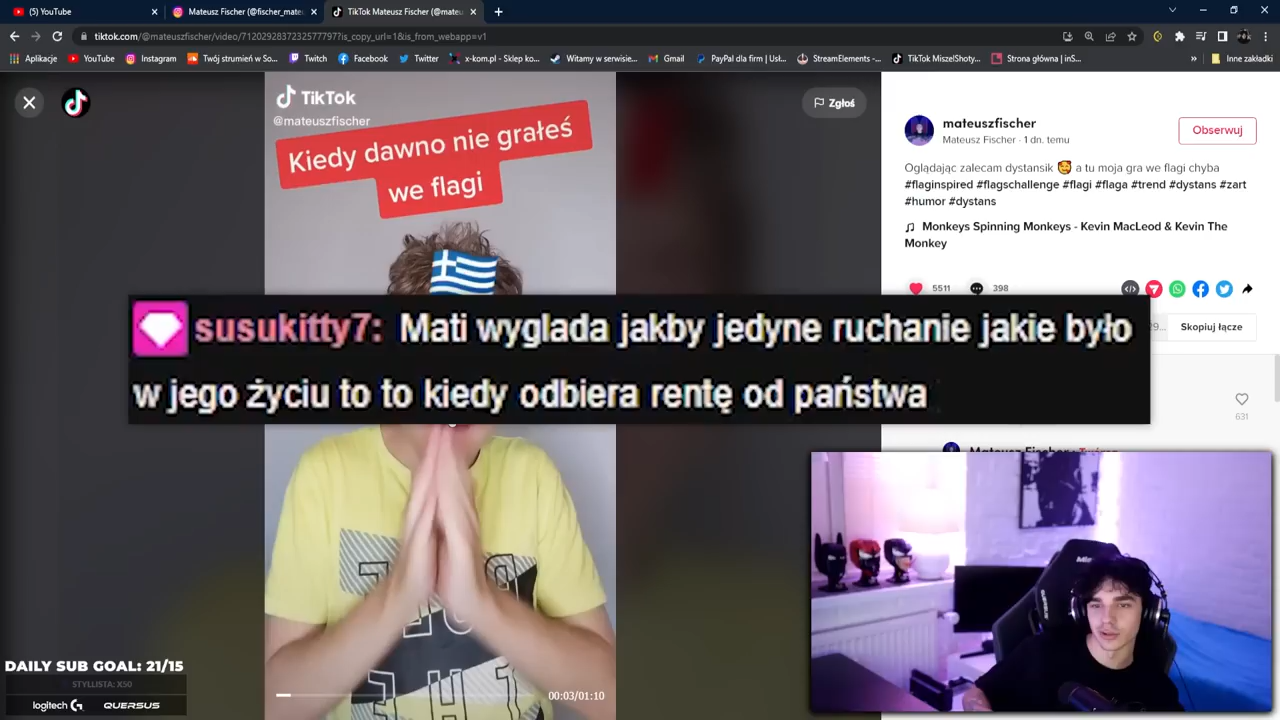 (5) YouTube
Mateusz Fischer (@fischer_mate
TikTok Mateusz Fischer (@mateu
tiktok.com/@mateuszfischer/video/7120292837232577797?is_copy_url=1&is_from_webapp=v1
Aplikacje YouTube Instagram Twój strumień w So... Twitch Facebook Twitter x-kom.pl - Sklep ko... Witamy w serwisie... Gmail PayPal dla firm | Usł... StreamElements -... TikTok MiszelShoty... Strona główna | inS... » Inne zakładki
TikTok
@mateuszfischer
Zgłoś
Kiedy dawno nie grałeś
we flagi
mateuszfischer
Mateusz Fischer · 1 dn. temu
Obserwuj
Oglądając zalecam dystansik 🥰 a tu moja gra we flagi chyba
#flaginspired #flagschallenge #flagi #flaga #trend #dystans #zart
#humor #dystans
Monkeys Spinning Monkeys - Kevin MacLeod & Kevin The
Monkey
5511 398
Skopiuj łącze
susukitty7: Mati wyglada jakby jedyne ruchanie jakie było
w jego życiu to to kiedy odbiera rentę od państwa
631
Mateusz Fischer
00:03/01:10
DAILY SUB GOAL: 21/15
STYLLISTA: X50
logitech G QUERSUS